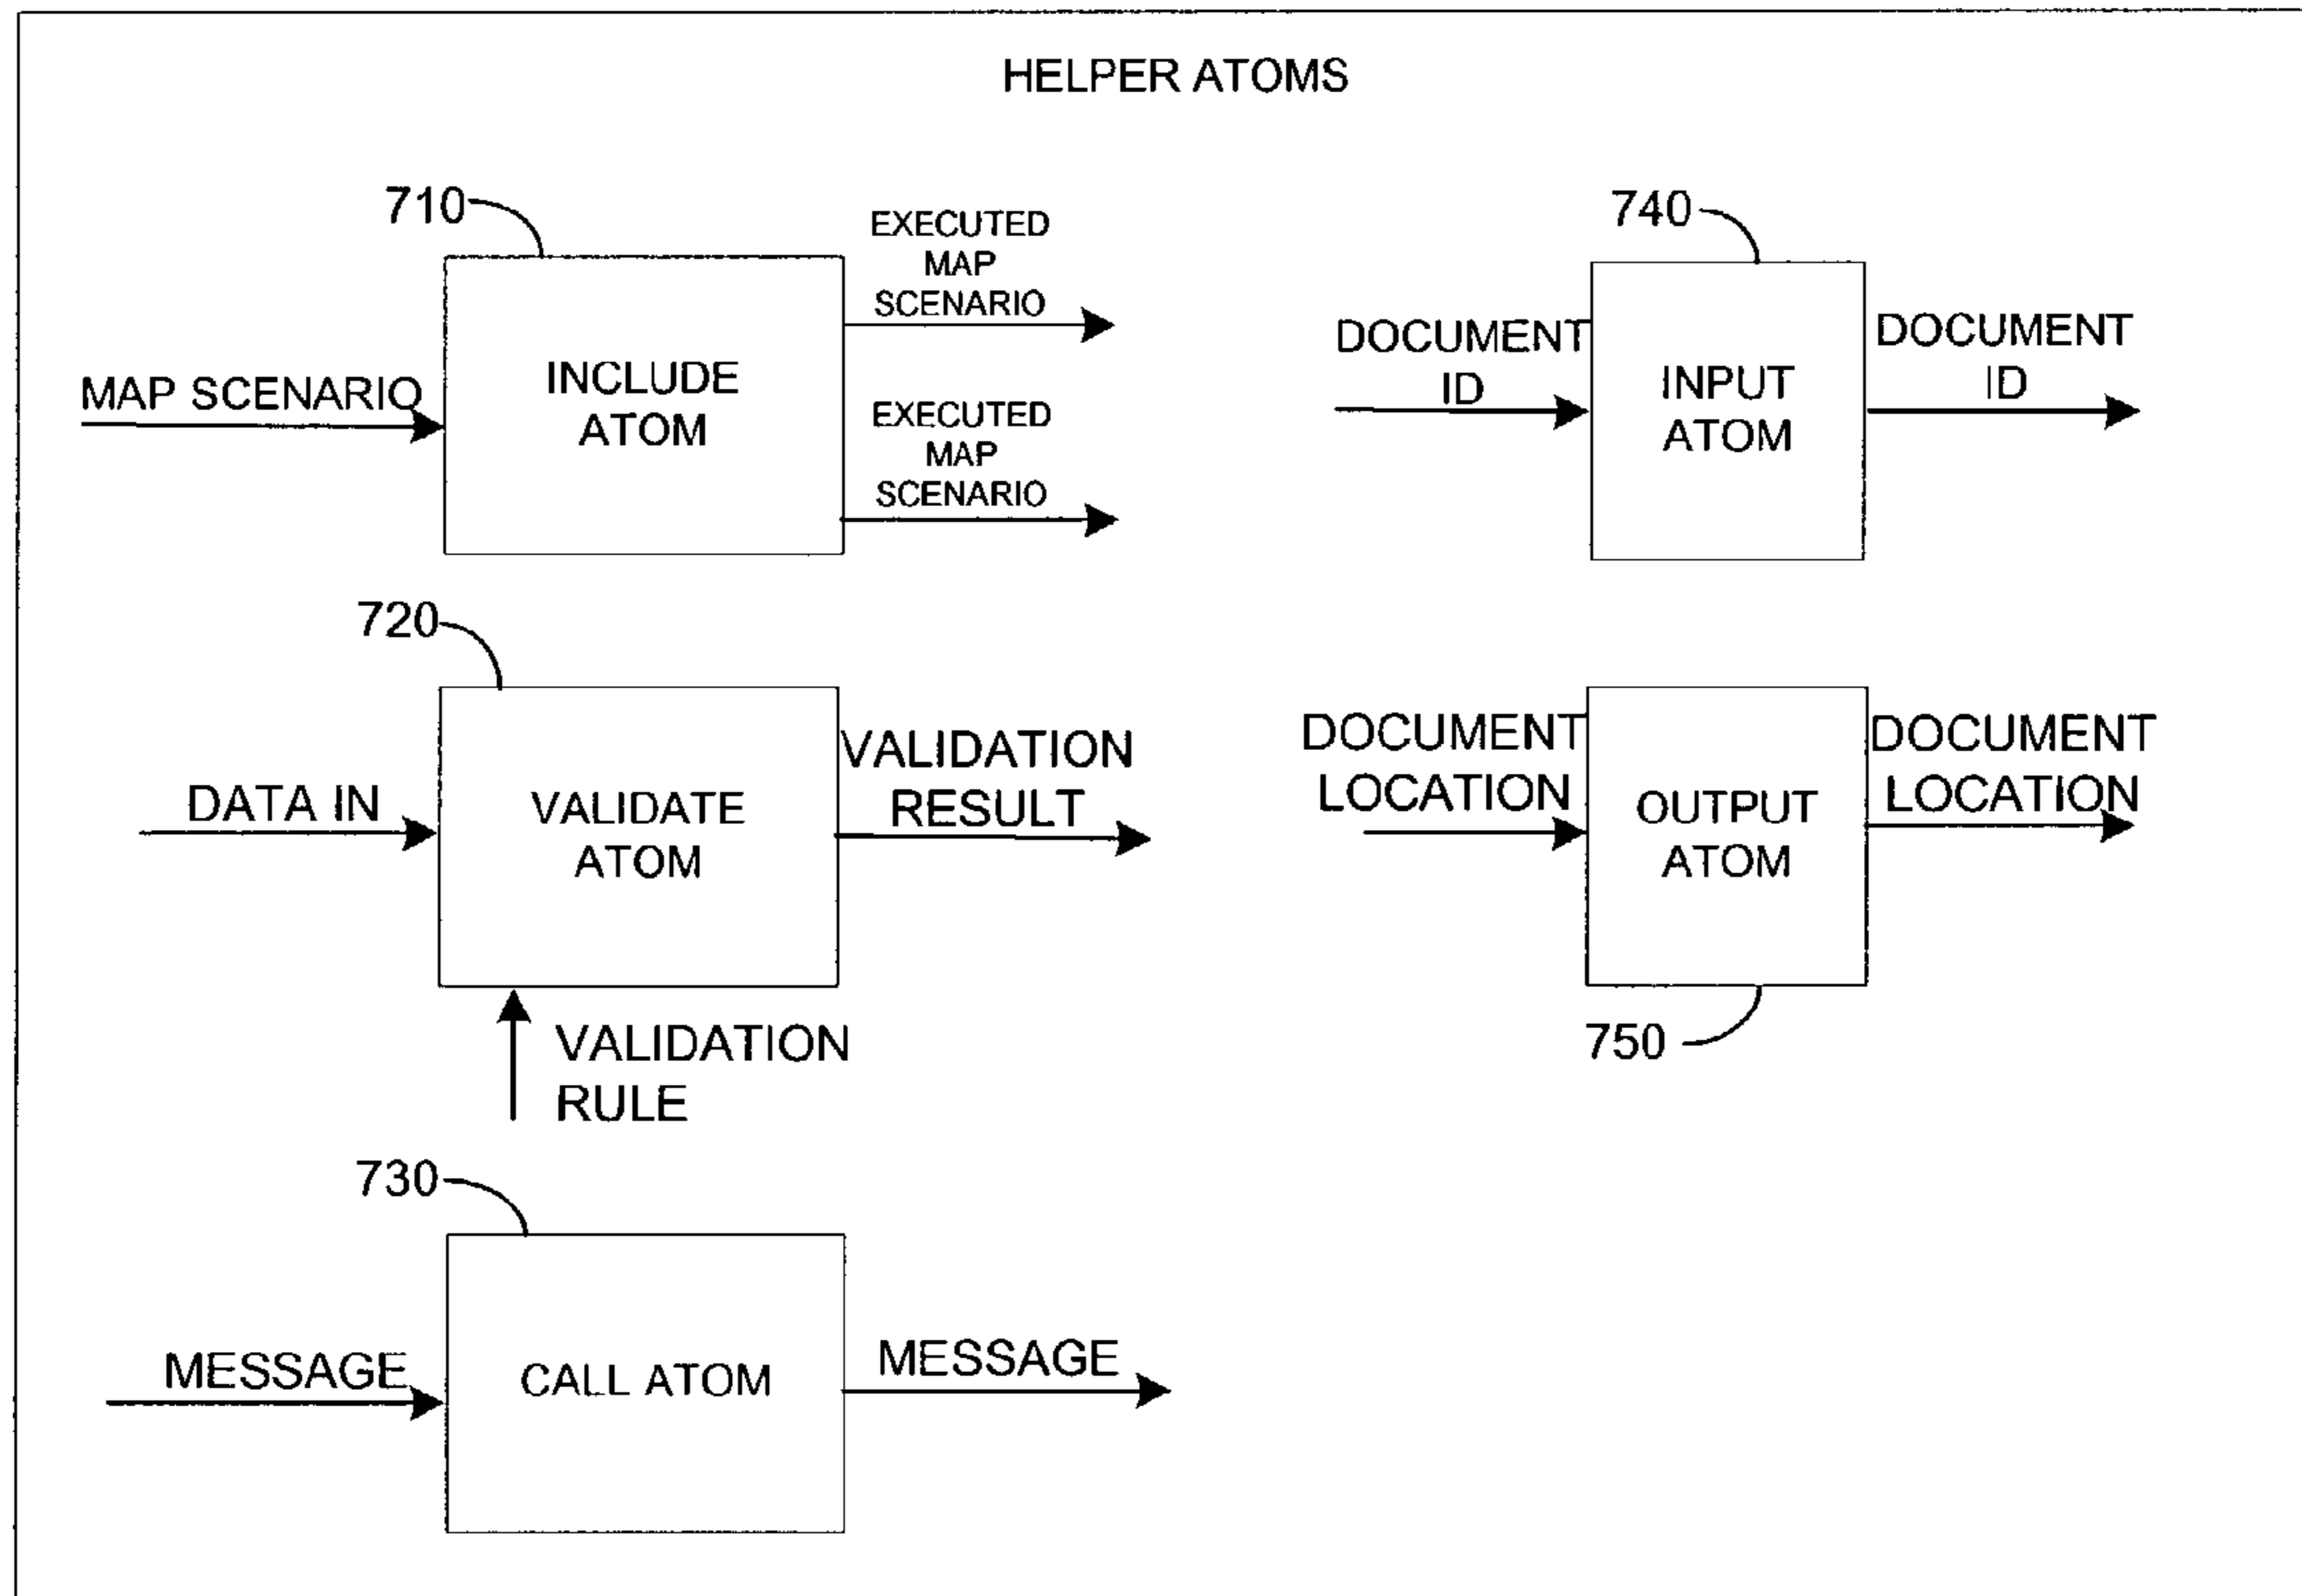 HELPER ATOMS
710
EXECUTED
MAP
SCENARIO
MAP SCENARIO
INCLUDE
ATOM
EXECUTED
MAP
SCENARIO
740
DOCUMENT
ID
INPUT
ATOM
DOCUMENT
ID
720
DATA IN
VALIDATE
ATOM
VALIDATION
RESULT
VALIDATION
RULE
DOCUMENT
LOCATION
OUTPUT
ATOM
DOCUMENT
LOCATION
750
730
MESSAGE
CALL ATOM
MESSAGE